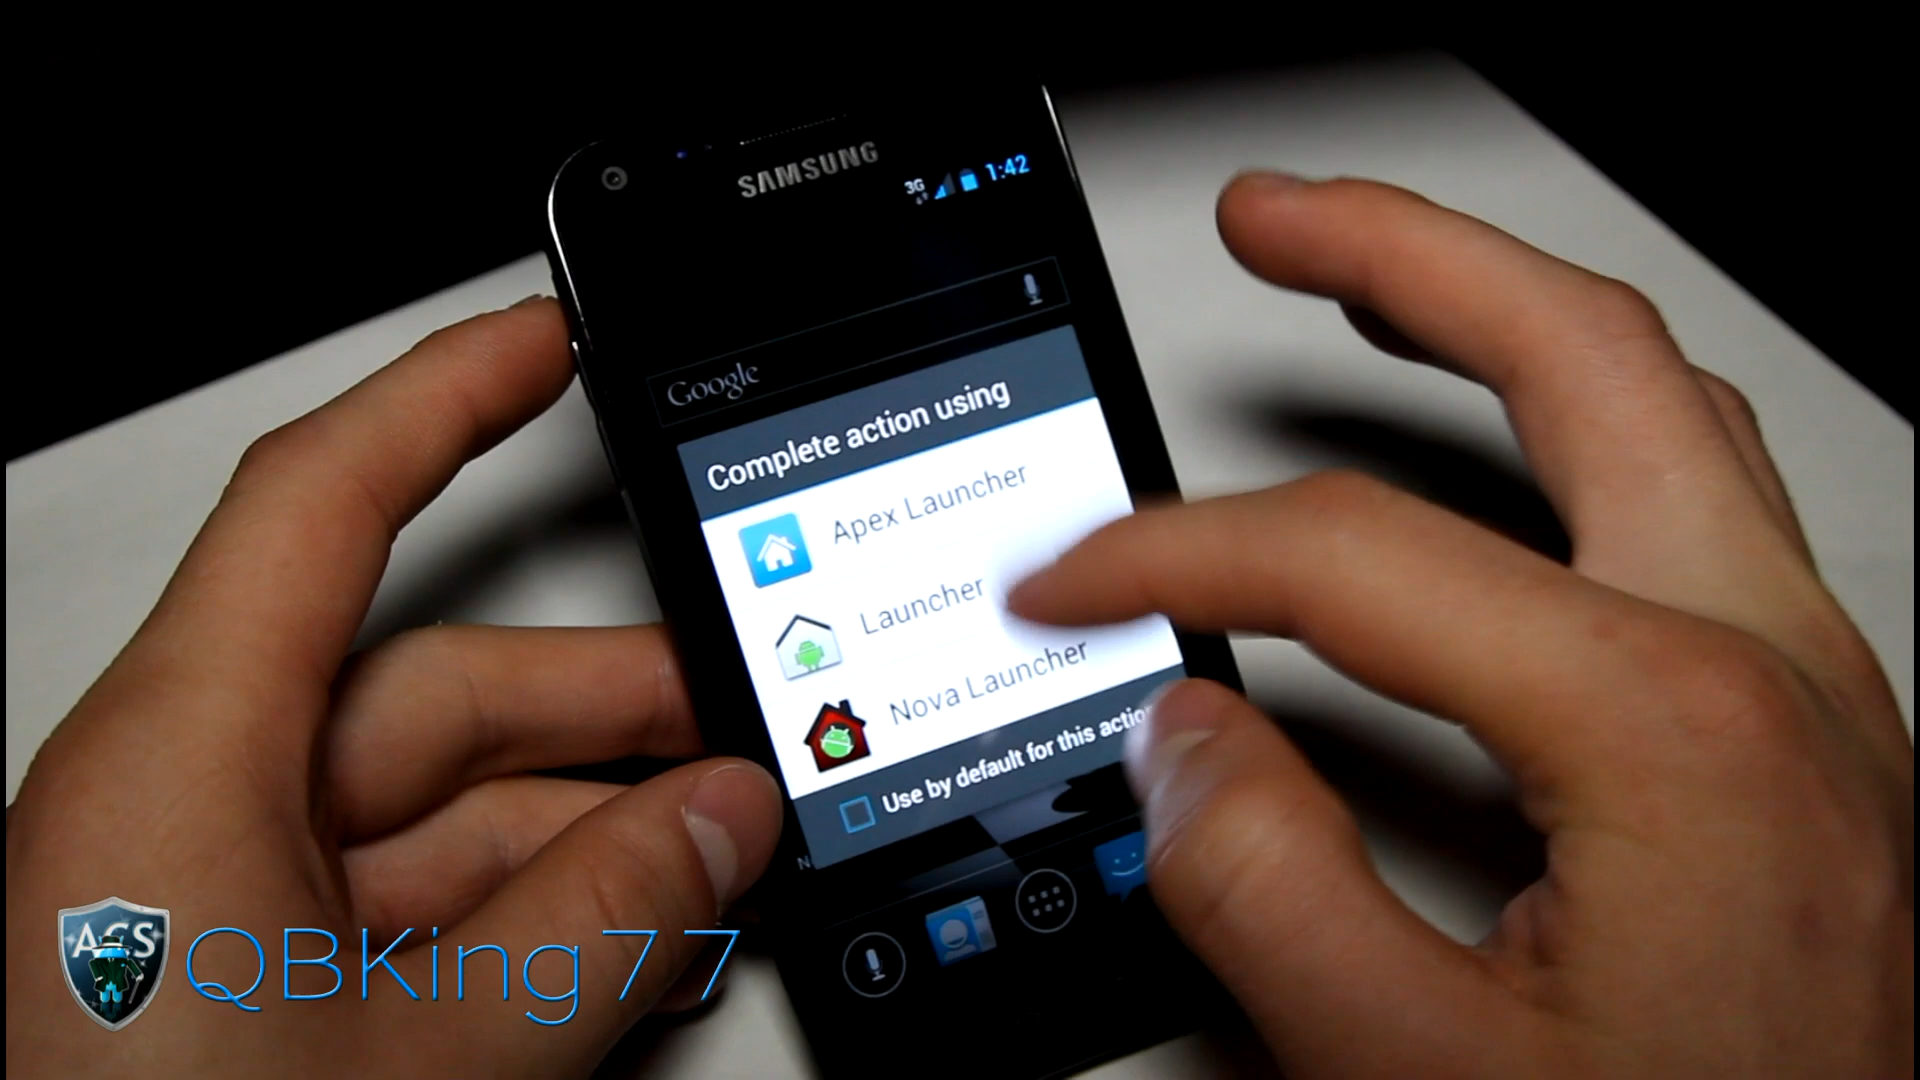 SAMSUNG
3G 1:42
Google
Complete action using
Apex Launcher
Launcher
Nova Launcher
Use by default for this action
N
ACS
QBKing77